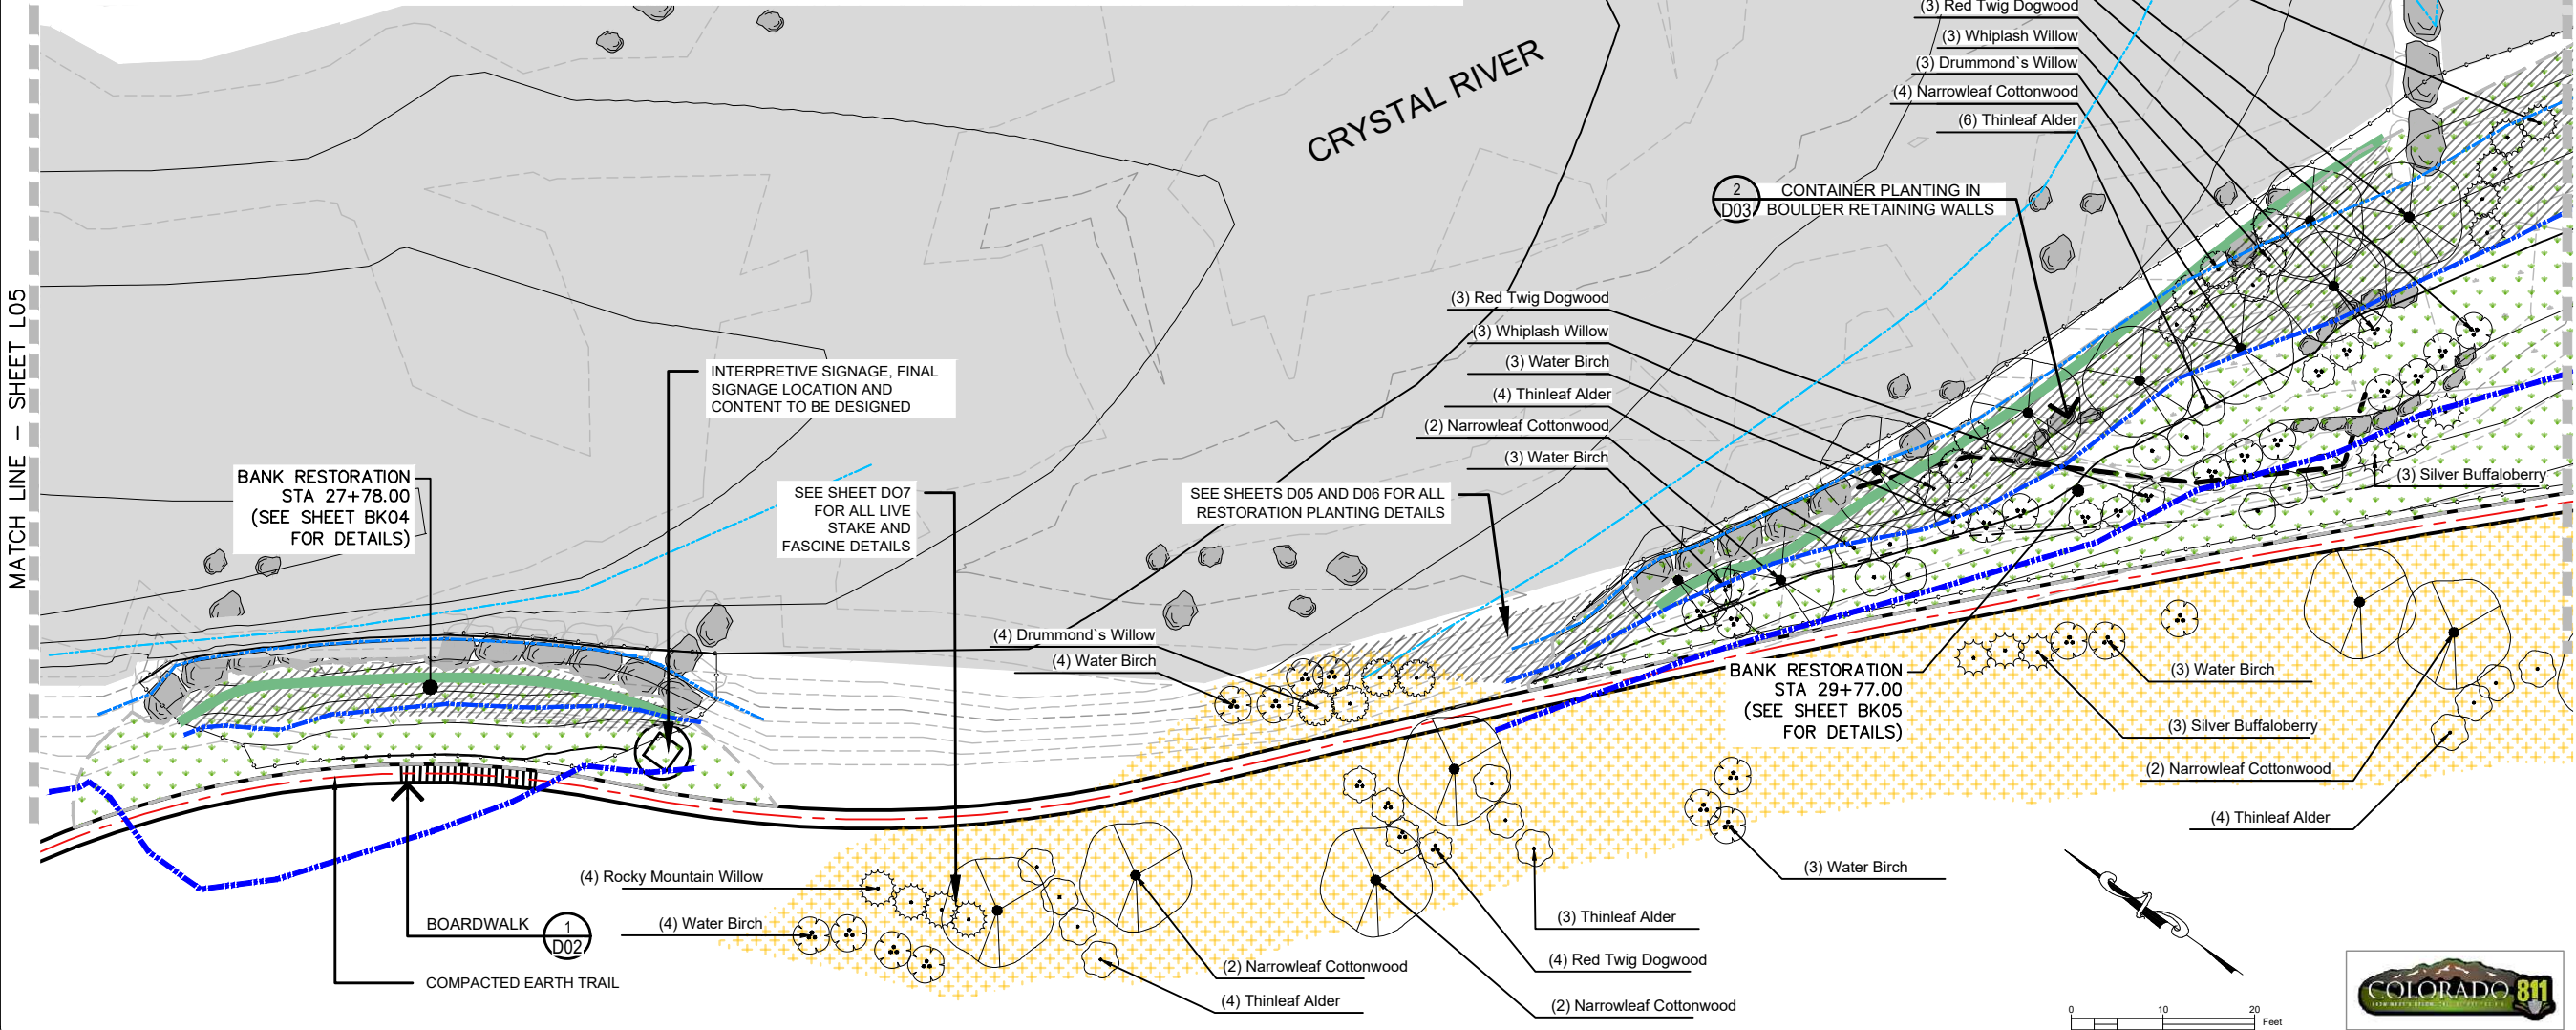 MATCH LINE - SHEET L05
CRYSTAL RIVER
(3) Red Twig Dogwood
(3) Whiplash Willow
(3) Drummond`s Willow
(4) Narrowleaf Cottonwood
(6) Thinleaf Alder
2
D03
CONTAINER PLANTING IN
BOULDER RETAINING WALLS
(3) Red Twig Dogwood
(3) Whiplash Willow
(3) Water Birch
(4) Thinleaf Alder
(2) Narrowleaf Cottonwood
(3) Water Birch
INTERPRETIVE SIGNAGE, FINAL
SIGNAGE LOCATION AND
CONTENT TO BE DESIGNED
BANK RESTORATION
STA 27+78.00
(SEE SHEET BK04
FOR DETAILS)
SEE SHEET DO7
FOR ALL LIVE
STAKE AND
FASCINE DETAILS
SEE SHEETS D05 AND D06 FOR ALL
RESTORATION PLANTING DETAILS
(3) Silver Buffaloberry
(4) Drummond`s Willow
(4) Water Birch
BANK RESTORATION
STA 29+77.00
(SEE SHEET BK05
FOR DETAILS)
(3) Water Birch
(3) Silver Buffaloberry
(2) Narrowleaf Cottonwood
(4) Thinleaf Alder
(3) Water Birch
(4) Rocky Mountain Willow
(4) Water Birch
BOARDWALK
1
D02
COMPACTED EARTH TRAIL
(2) Narrowleaf Cottonwood
(4) Thinleaf Alder
(3) Thinleaf Alder
(4) Red Twig Dogwood
(2) Narrowleaf Cottonwood
0 10 20
Feet
COLORADO 811